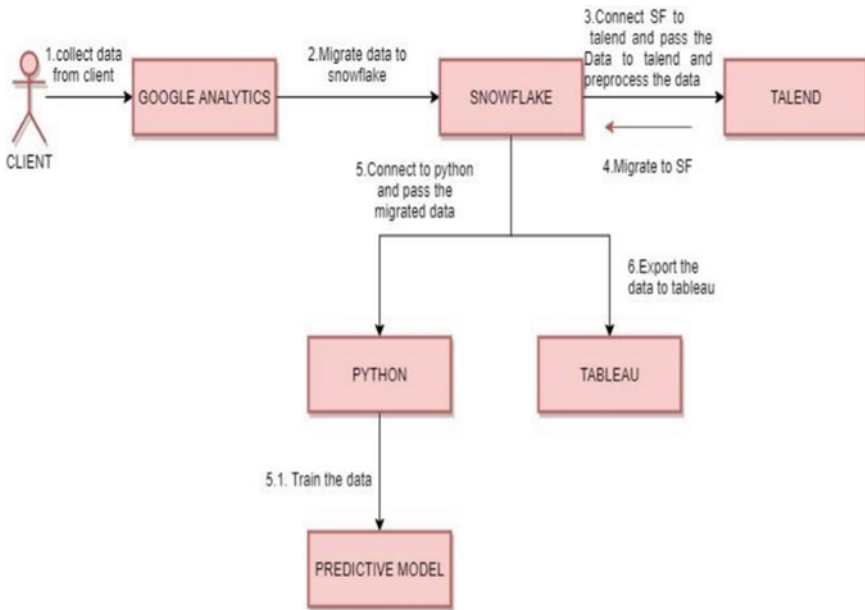 1.collect data
from client
CLIENT
GOOGLE ANALYTICS
2.Migrate data to
snowflake
SNOWFLAKE
3.Connect SF to
talend and pass the
Data to talend and
preprocess the data
TALEND
4.Migrate to SF
5.Connect to python
and pass the
migrated data
6.Export the
data to tableau
PYTHON
TABLEAU
5.1. Train the data
PREDICTIVE MODEL